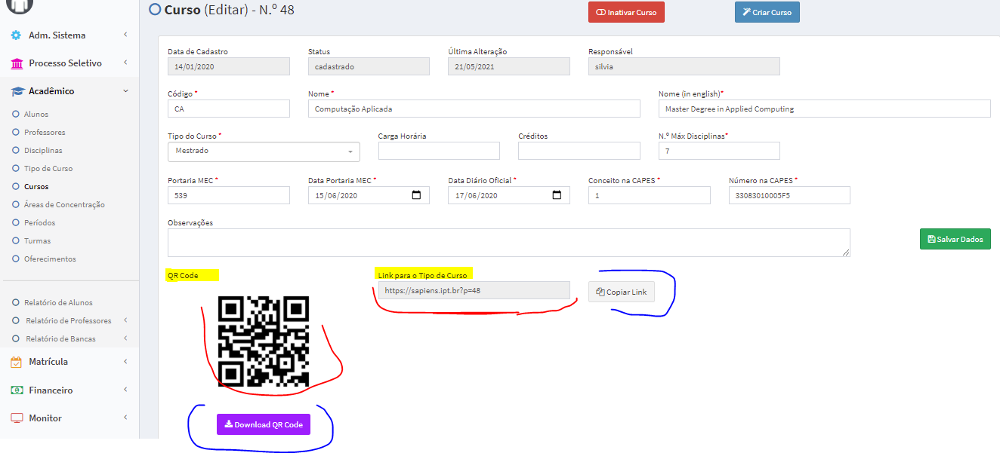 Curso (Editar) - N.º 48
Inativar Curso
Criar Curso
Adm. Sistema
Processo Seletivo
Acadêmico
Alunos
Professores
Disciplinas
Tipo de Curso
Cursos
Áreas de Concentração
Períodos
Turmas
Oferecimentos
Relatório de Alunos
Relatório de Professores
Relatório de Bancas
Matrícula
Financeiro
Monitor
Data de Cadastro
14/01/2020
Status
cadastrado
Última Alteração
21/05/2021
Responsável
silvia
Código *
CA
Nome *
Computação Aplicada
Nome (in english)*
Master Degree in Applied Computing
Tipo do Curso *
Mestrado
Carga Horária
Créditos
N.º Máx Disciplinas*
7
Portaria MEC *
539
Data Portaria MEC *
15/06/2020
Data Diário Oficial *
17/06/2020
Conceito na CAPES *
1
Número na CAPES *
33083010005F5
Observações
Salvar Dados
QR Code
Link para o Tipo de Curso
https://sapiens.ipt.br?p=48
Copiar Link
Download QR Code